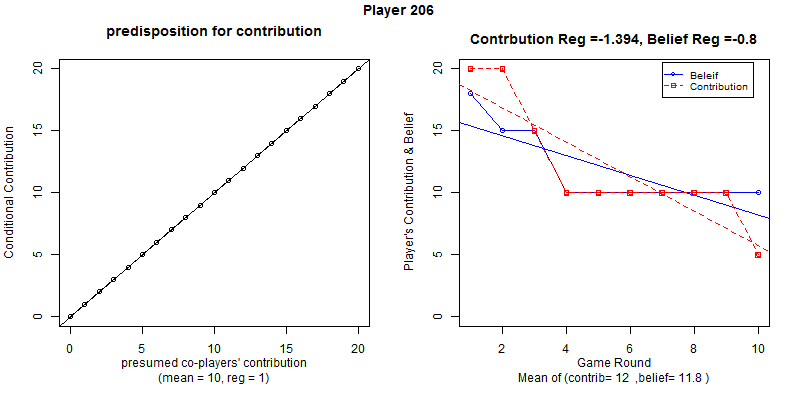 Player 206
predisposition for contribution
Conditional Contribution
20
15
10
5
0
0 5 10 15 20
presumed co-players' contribution
(mean = 10, reg = 1)
Contrbution Reg =-1.394, Belief Reg =-0.8
Player's Contribution & Belief
20
15
10
5
0
Beleif
Contribution
2 4 6 8 10
Game Round
Mean of (contrib= 12 ,belief= 11.8 )